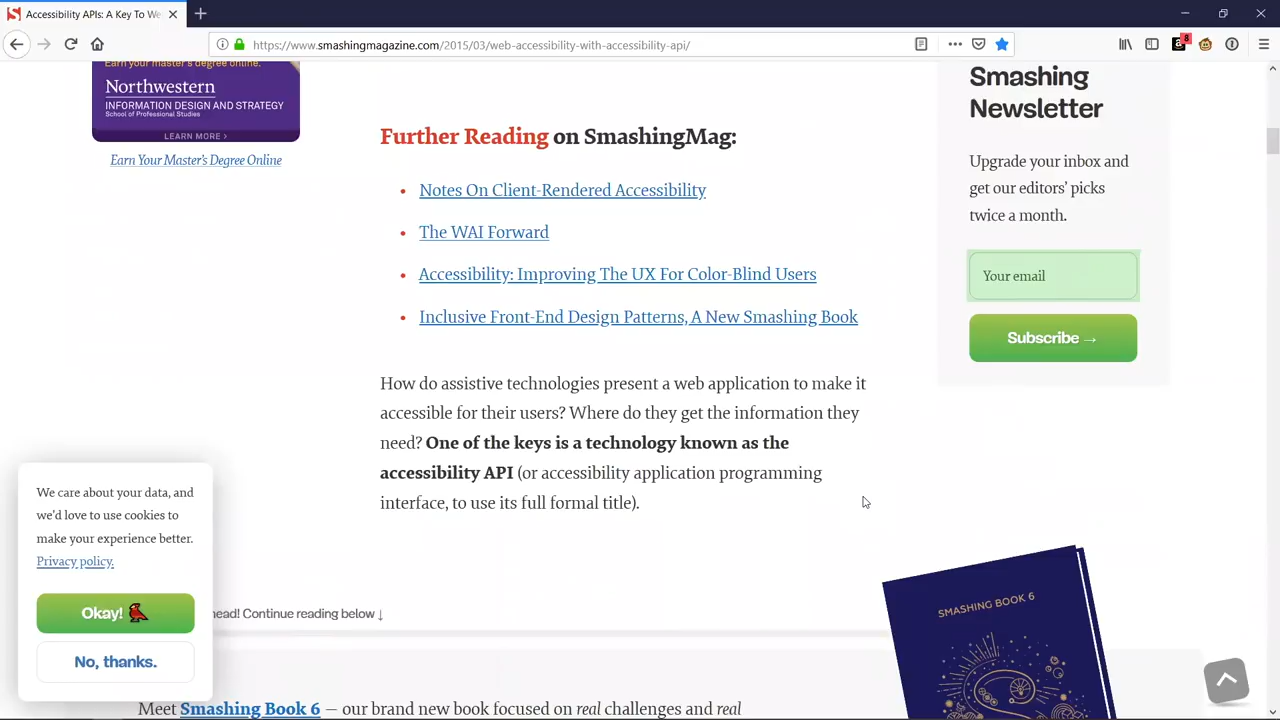 Accessibility APIs: A Key To We
https://www.smashingmagazine.com/2015/03/web-accessibility-with-accessibility-api/
8
Earn your master's degree online.
Northwestern
INFORMATION DESIGN AND STRATEGY
School of Professional Studies
LEARN MORE >
Earn Your Master's Degree Online
Further Reading on SmashingMag:
Notes On Client-Rendered Accessibility
The WAI Forward
Accessibility: Improving The UX For Color-Blind Users
Inclusive Front-End Design Patterns, A New Smashing Book
How do assistive technologies present a web application to make it
accessible for their users? Where do they get the information they
need? One of the keys is a technology known as the
accessibility API (or accessibility application programming
interface, to use its full formal title).
Smashing
Newsletter
Upgrade your inbox and
get our editors' picks
twice a month.
Your email
Subscribe →
We care about your data, and
we'd love to use cookies to
make your experience better.
Privacy policy.
Okay!
No, thanks.
head! Continue reading below ↓
SMASHING BOOK 6
Meet Smashing Book 6 — our brand new book focused on real challenges and real